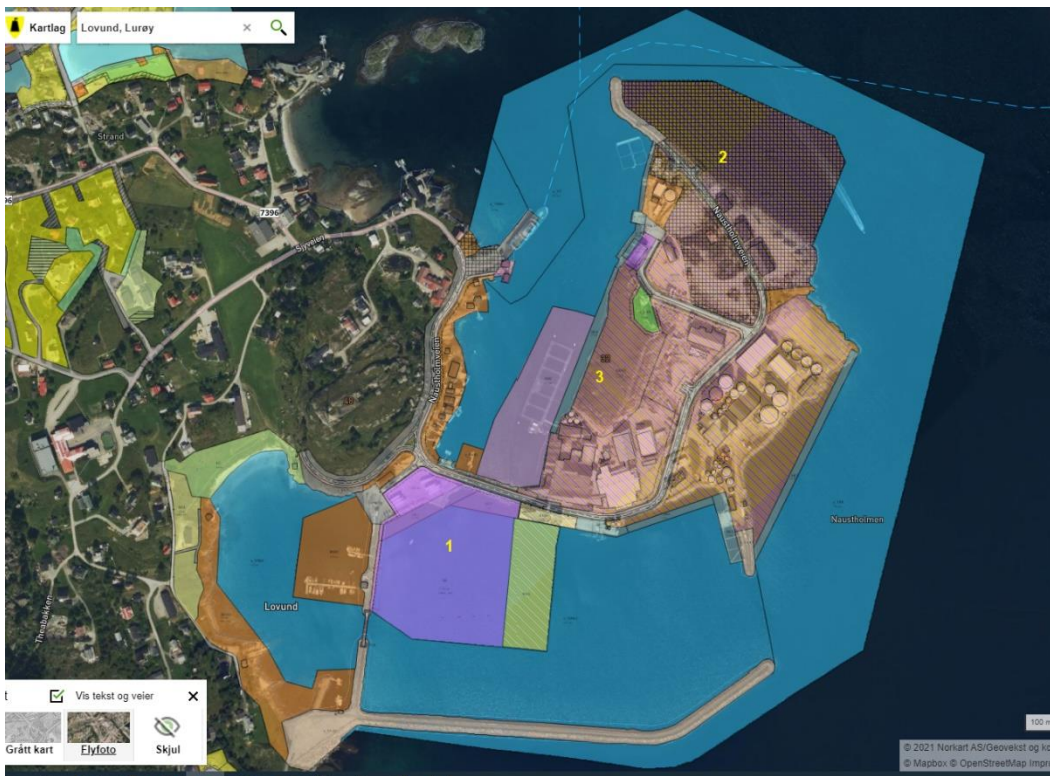 Kartlag
Lovund, Lurøy
Strand
7396
Sjyveien
Naustholmveien
2
Naustholmveien
3
1
Naustholmen
Lovund
Theabakken
Vis tekst og veier
Grått kart
Flyfoto
Skjul
100 m
© 2021 Norkart AS/Geovekst og ko
© Mapbox © OpenStreetMap Impr